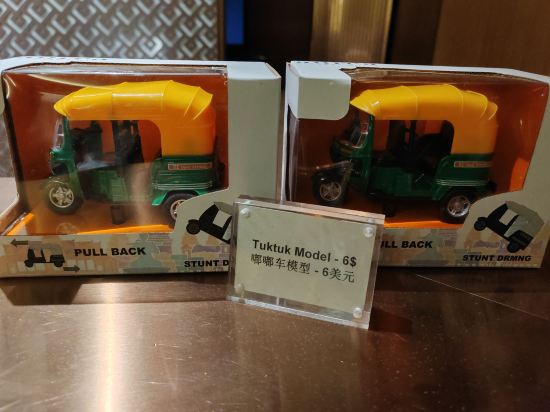 PULL BACK
STUNT DRMNG
Tuktuk Model - 6$
嘟嘟车模型 - 6美元
PULL BACK
STUNT DRMNG